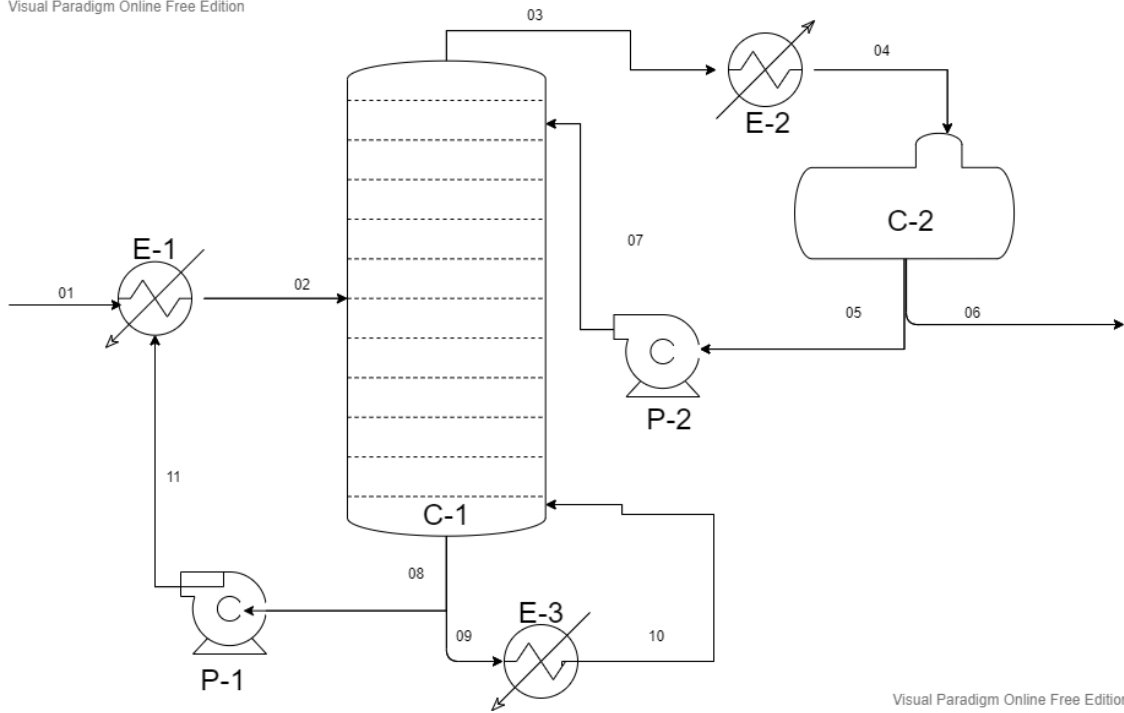 Visual Paradigm Online Free Edition
03
04
E-2
C-2
E-1
07
01
02
05
06
P-2
11
C-1
08
E-3
09
10
P-1
Visual Paradigm Online Free Edition